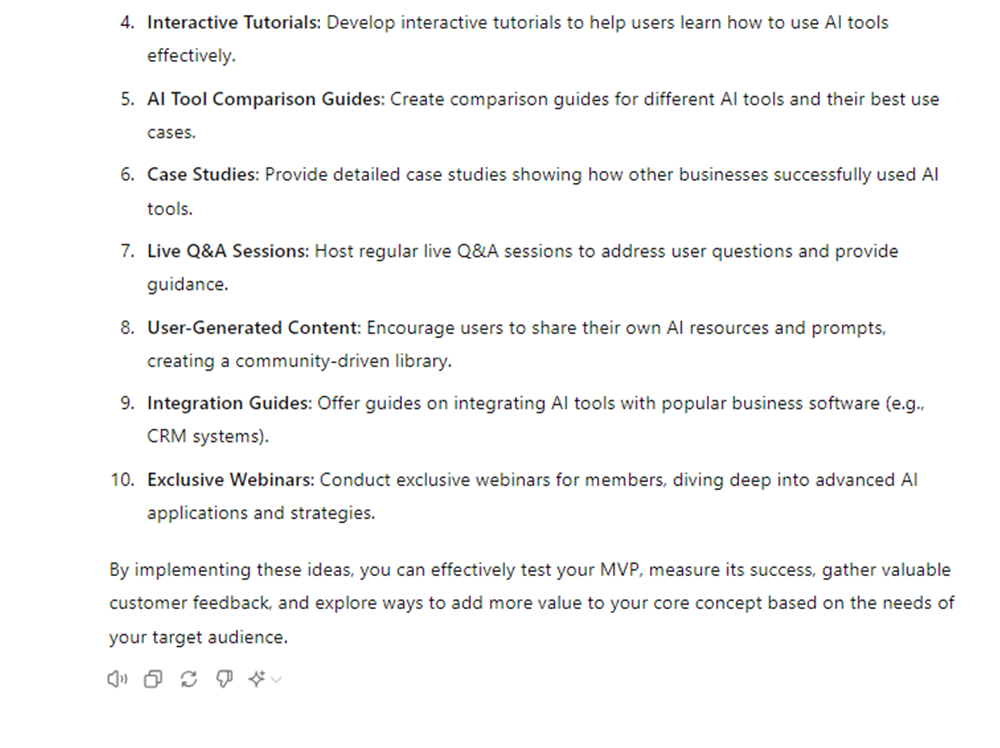 4. Interactive Tutorials: Develop interactive tutorials to help users learn how to use AI tools
effectively.
5. AI Tool Comparison Guides: Create comparison guides for different AI tools and their best use
cases.
6. Case Studies: Provide detailed case studies showing how other businesses successfully used AI
tools.
7. Live Q&A Sessions: Host regular live Q&A sessions to address user questions and provide
guidance.
8. User-Generated Content: Encourage users to share their own AI resources and prompts,
creating a community-driven library.
9. Integration Guides: Offer guides on integrating AI tools with popular business software (e.g.,
CRM systems).
10. Exclusive Webinars: Conduct exclusive webinars for members, diving deep into advanced AI
applications and strategies.
By implementing these ideas, you can effectively test your MVP, measure its success, gather valuable
customer feedback, and explore ways to add more value to your core concept based on the needs of
your target audience.